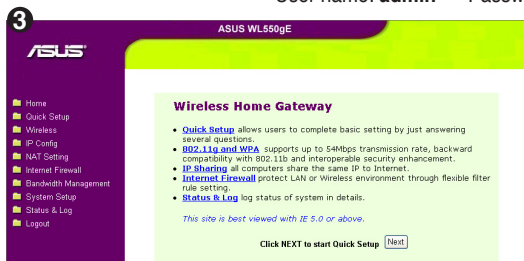 User name: admin
3
ASUS WL550gE
ASUS
Home
Quick Setup
Wireless
IP Config
NAT Setting
Internet Firewall
Bandwidth Management
System Setup
Status & Log
Logout
Wireless Home Gateway
• Quick Setup allows users to complete basic setting by just answering
several questions.
• 802.11g and WPA supports up to 54Mbps transmission rate, backward
compatibility with 802.11b and interoperable security enhancement.
• IP Sharing all computers share the same IP to Internet.
• Internet Firewall protect LAN or Wireless environment through flexible filter
rule setting.
• Status & Log log status of system in details.
This site is best viewed with IE 5.0 or above.
Click NEXT to start Quick Setup Next